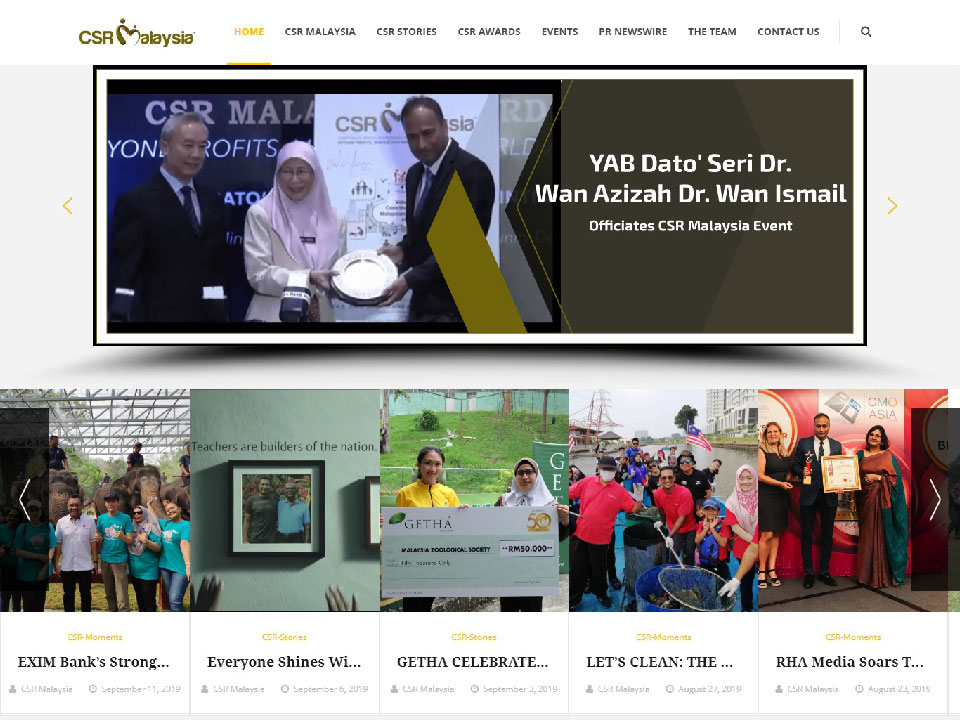 CSR Malaysia
HOME
CSR MALAYSIA
CSR STORIES
CSR AWARDS
EVENTS
PR NEWSWIRE
THE TEAM
CONTACT US
CSR MALA
CSR
sia
RD
YOND PROFITS
YAB Dato' Seri Dr.
Wan Azizah Dr. Wan Ismail
Officiates CSR Malaysia Event
Teachers are builders of the nation.
GETHA
50
MALAYSIA ZOOLOGICAL SOCIETY
**RM50,000***
G
E
CMO
ASIA
CSR-Moments
EXIM Bank's Strong...
CSR Malaysia
September 11, 2019
CSR-Stories
Everyone Shines Wi...
CSR Malaysia
September 6, 2019
CSR-Stories
GETHA CELEBRATE...
CSR Malaysia
September 3, 2019
CSR-Moments
LET'S CLEAN: THE ...
CSR Malaysia
August 27, 2019
CSR-Moments
RHA Media Soars T...
CSR Malaysia
August 23, 2019